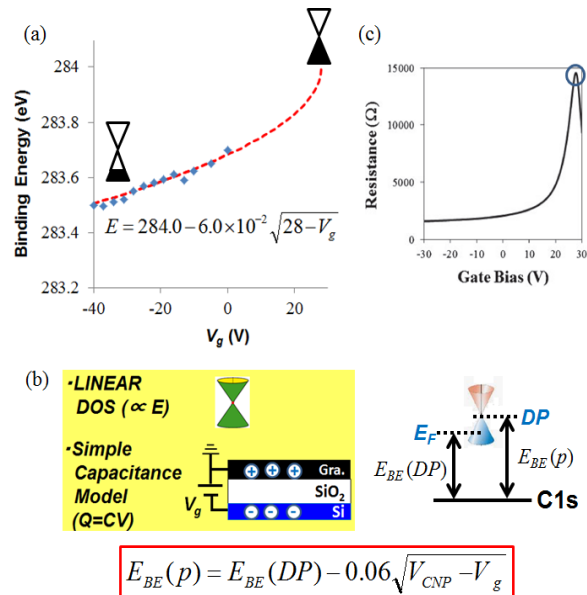 (a)
Binding Energy (eV)
284
283.8
283.6
283.4
283.2
-40
-20
0
20
V_g (V)
E = 284.0 − 6.0×10⁻² √(28 − V_g)
(c)
Resistance (Ω)
15000
10000
5000
0
-30
-20
-10
0
10
20
30
Gate Bias (V)
(b)
·LINEAR
DOS (∝ E)
·Simple
Capacitance
Model
(Q=CV)
V_g
+ + +
Gra.
SiO₂
− − −
Si
E_F
DP
E_BE(DP)
E_BE(p)
C1s
E_BE(p) = E_BE(DP) − 0.06 √(V_CNP − V_g)